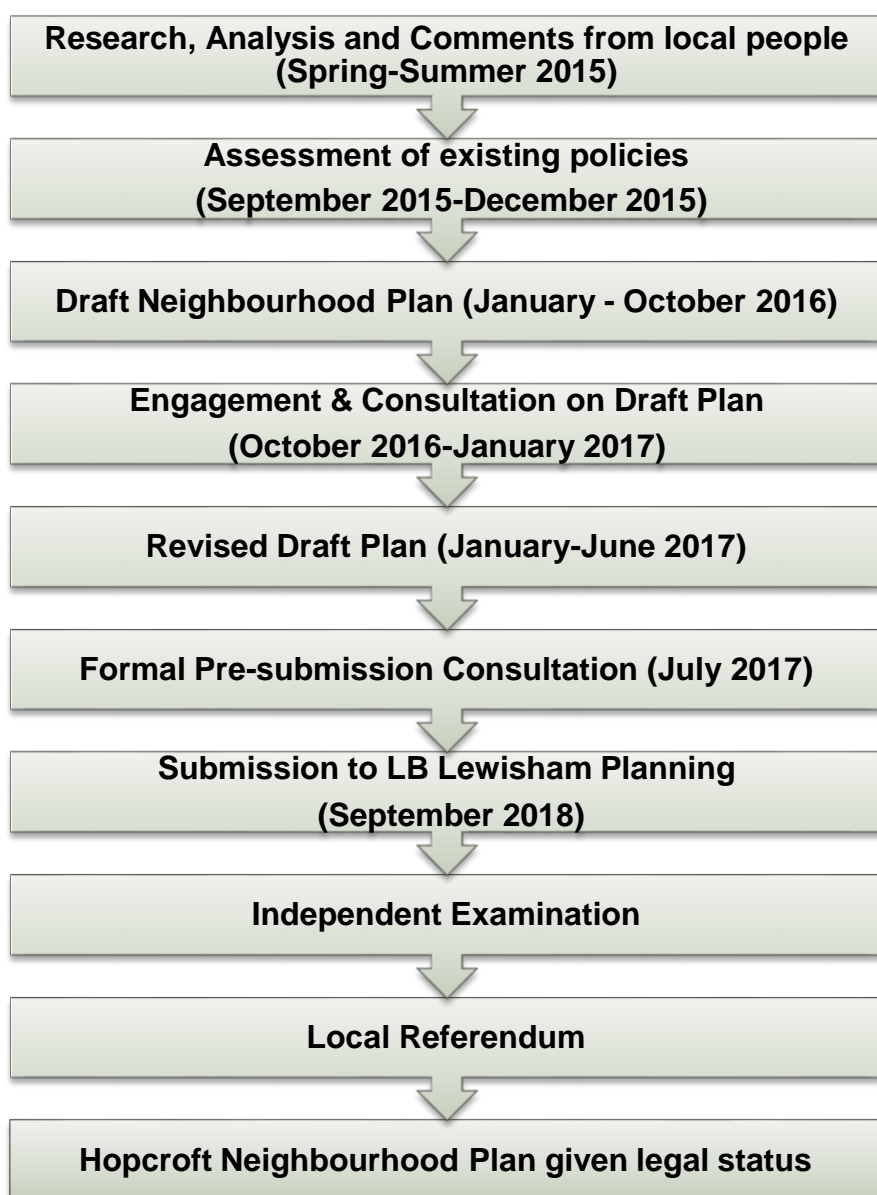 Research, Analysis and Comments from local people
(Spring-Summer 2015)
Assessment of existing policies
(September 2015-December 2015)
Draft Neighbourhood Plan (January - October 2016)
Engagement & Consultation on Draft Plan
(October 2016-January 2017)
Revised Draft Plan (January-June 2017)
Formal Pre-submission Consultation (July 2017)
Submission to LB Lewisham Planning
(September 2018)
Independent Examination
Local Referendum
Hopcroft Neighbourhood Plan given legal status